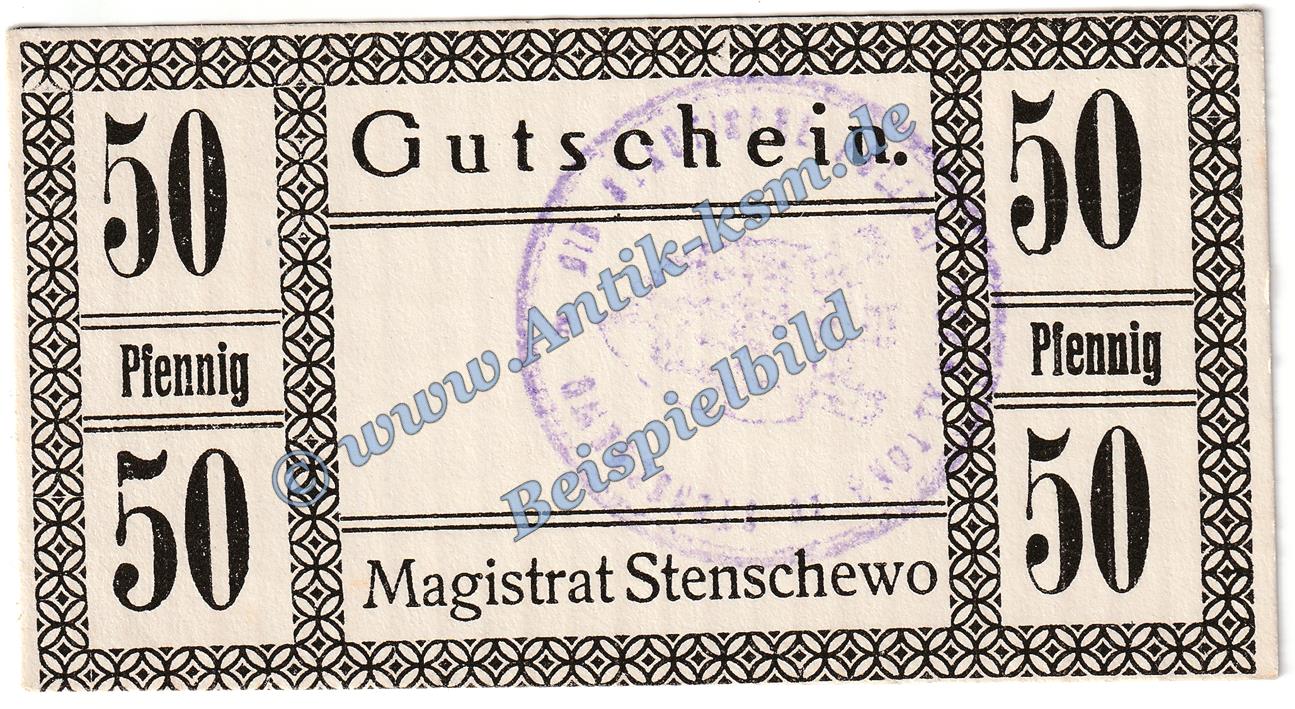 50
Pfennig
50
Gutschein.
Magistrat Stenschewo
50
Pfennig
50
© www.Antik-ksm.de
Beispielbild